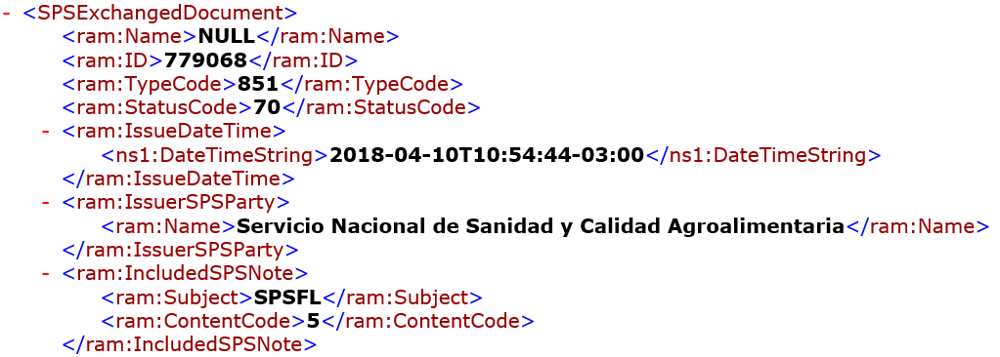 - <SPSExchangedDocument>
<ram:Name>NULL</ram:Name>
<ram:ID>779068</ram:ID>
<ram:TypeCode>851</ram:TypeCode>
<ram:StatusCode>70</ram:StatusCode>
- <ram:IssueDateTime>
<ns1:DateTimeString>2018-04-10T10:54:44-03:00</ns1:DateTimeString>
</ram:IssueDateTime>
- <ram:IssuerSPSParty>
<ram:Name>Servicio Nacional de Sanidad y Calidad Agroalimentaria</ram:Name>
</ram:IssuerSPSParty>
- <ram:IncludedSPSNote>
<ram:Subject>SPSFL</ram:Subject>
<ram:ContentCode>5</ram:ContentCode>
</ram:IncludedSPSNote>